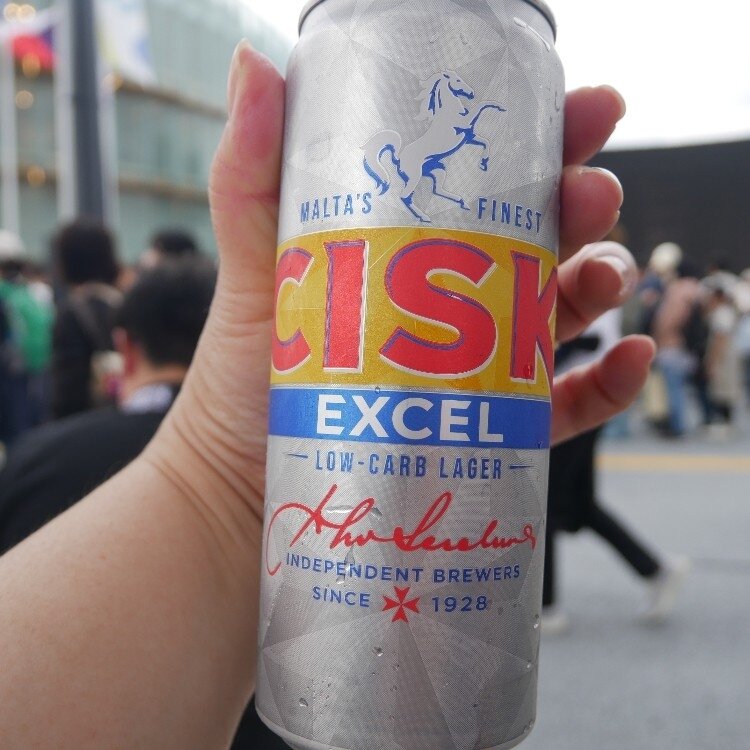 MALTA'S FINEST
CISK
EXCEL
LOW-CARB LAGER
INDEPENDENT BREWERS
SINCE 1928